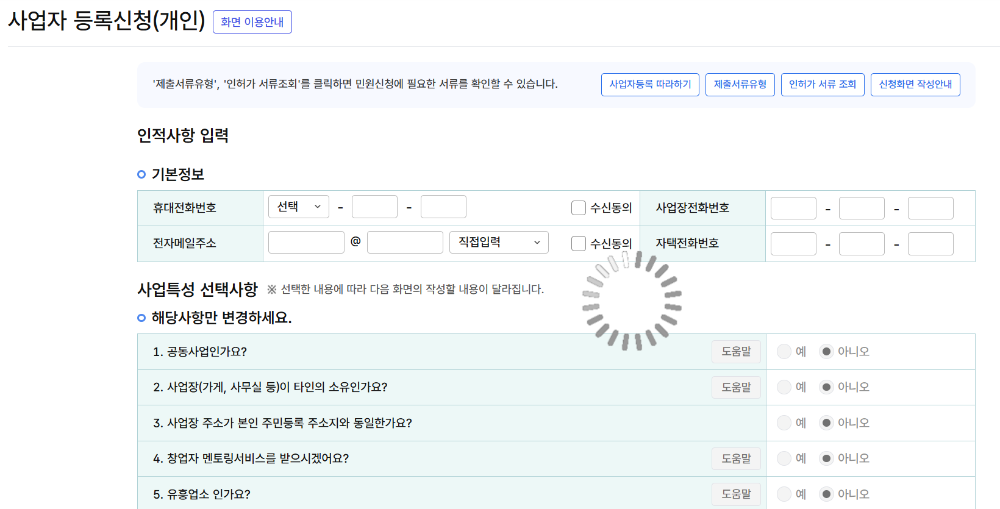 사업자 등록신청(개인) 화면 이용안내
'제출서류유형', '인허가 서류조회'를 클릭하면 민원신청에 필요한 서류를 확인할 수 있습니다. 사업자등록 따라하기 제출서류유형 인허가 서류 조회 신청화면 작성안내
인적사항 입력
기본정보
휴대전화번호 선택 - - 수신동의 사업장전화번호 - -
전자메일주소 @ 직접입력 수신동의 자택전화번호 - -
사업특성 선택사항 ※ 선택한 내용에 따라 다음 화면의 작성할 내용이 달라집니다.
해당사항만 변경하세요.
1. 공동사업인가요? 도움말 예 아니오
2. 사업장(가게, 사무실 등)이 타인의 소유인가요? 도움말 예 아니오
3. 사업장 주소가 본인 주민등록 주소지와 동일한가요? 예 아니오
4. 창업자 멘토링서비스를 받으시겠어요? 도움말 예 아니오
5. 유흥업소 인가요? 도움말 예 아니오